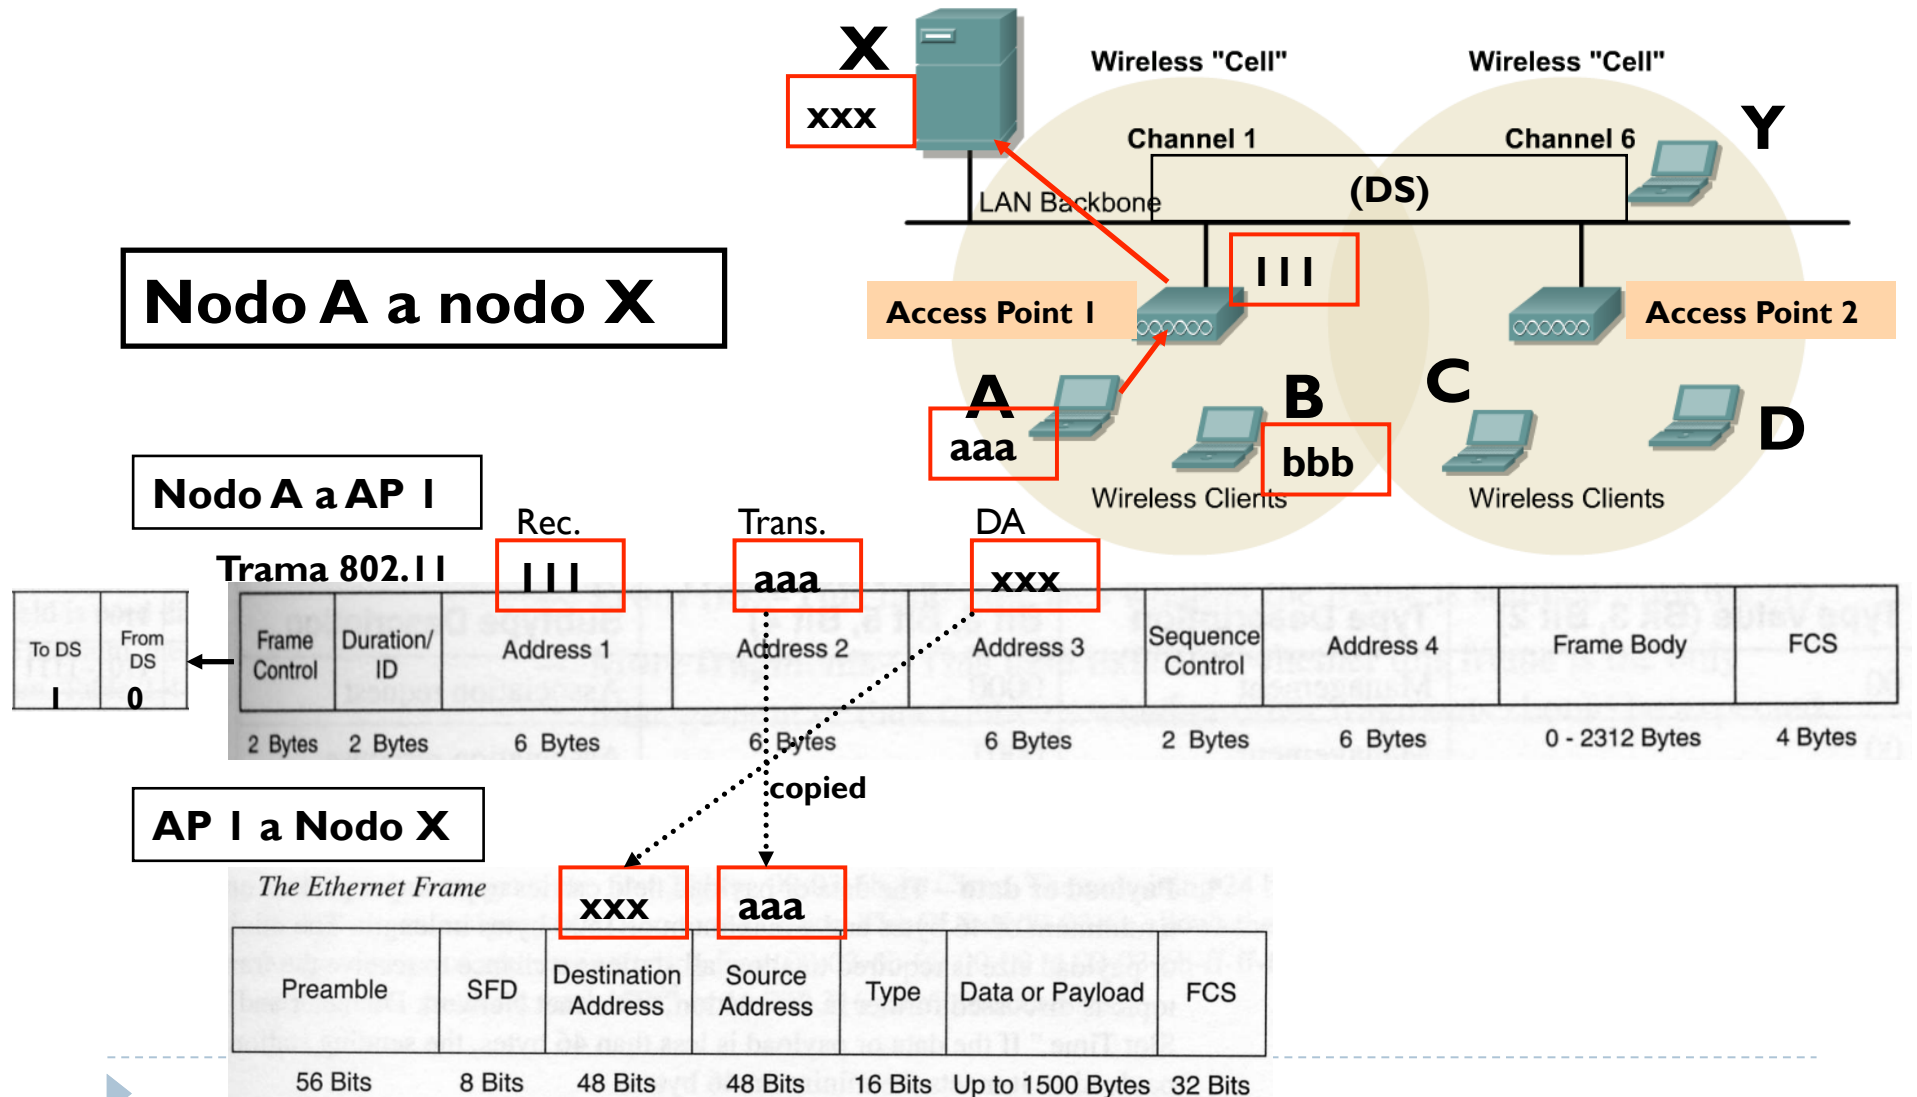 X
xxx
Wireless "Cell"
Wireless "Cell"
Channel 1
Channel 6
Y
(DS)
LAN Backbone
111
Nodo A a nodo X
Access Point 1
Access Point 2
A
aaa
B
bbb
C
D
Wireless Clients
Wireless Clients
Nodo A a AP 1
Rec.
Trans.
DA
Trama 802.11
111
aaa
xxx
To DS
From DS
1
0
Frame Control
Duration/ ID
Address 1
Address 2
Address 3
Sequence Control
Address 4
Frame Body
FCS
2 Bytes
2 Bytes
6 Bytes
6 Bytes
6 Bytes
2 Bytes
6 Bytes
0 - 2312 Bytes
4 Bytes
copied
AP 1 a Nodo X
The Ethernet Frame
xxx
aaa
Preamble
SFD
Destination Address
Source Address
Type
Data or Payload
FCS
56 Bits
8 Bits
48 Bits
48 Bits
16 Bits
Up to 1500 Bytes
32 Bits